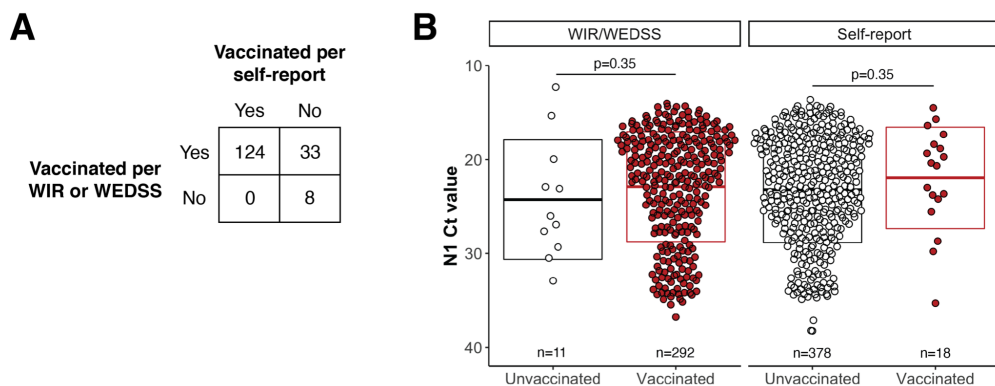 A
Vaccinated per
self-report
Yes No
Vaccinated per
WIR or WEDSS
Yes 124 33
No 0 8
B
WIR/WEDSS Self-report
p=0.35 p=0.35
N1 Ct value
10
20
30
40
n=11 n=292 n=378 n=18
Unvaccinated Vaccinated Unvaccinated Vaccinated